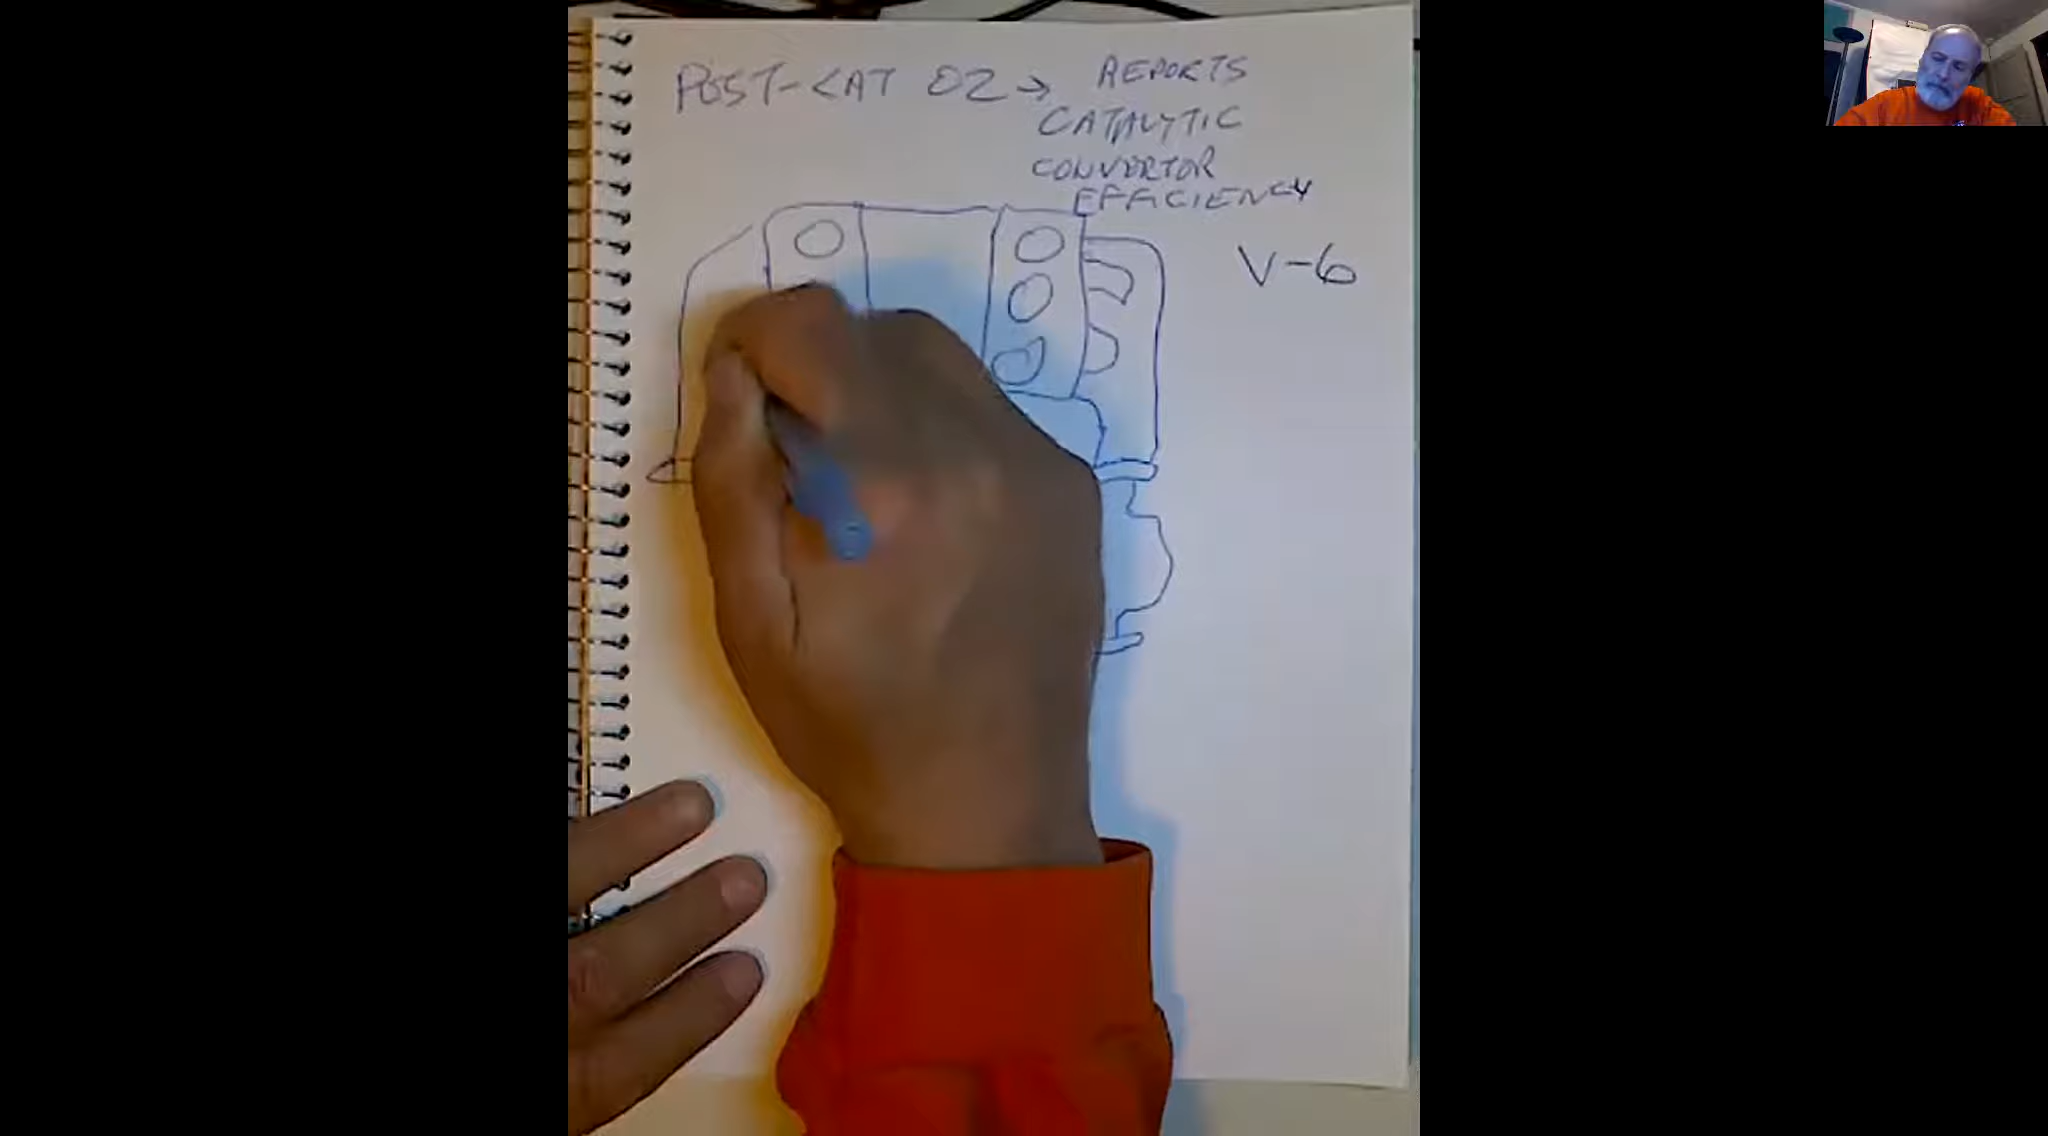 POST-CAT O2 → REPORTS
CATALYTIC
CONVERTOR
EFFICIENCY
V-6